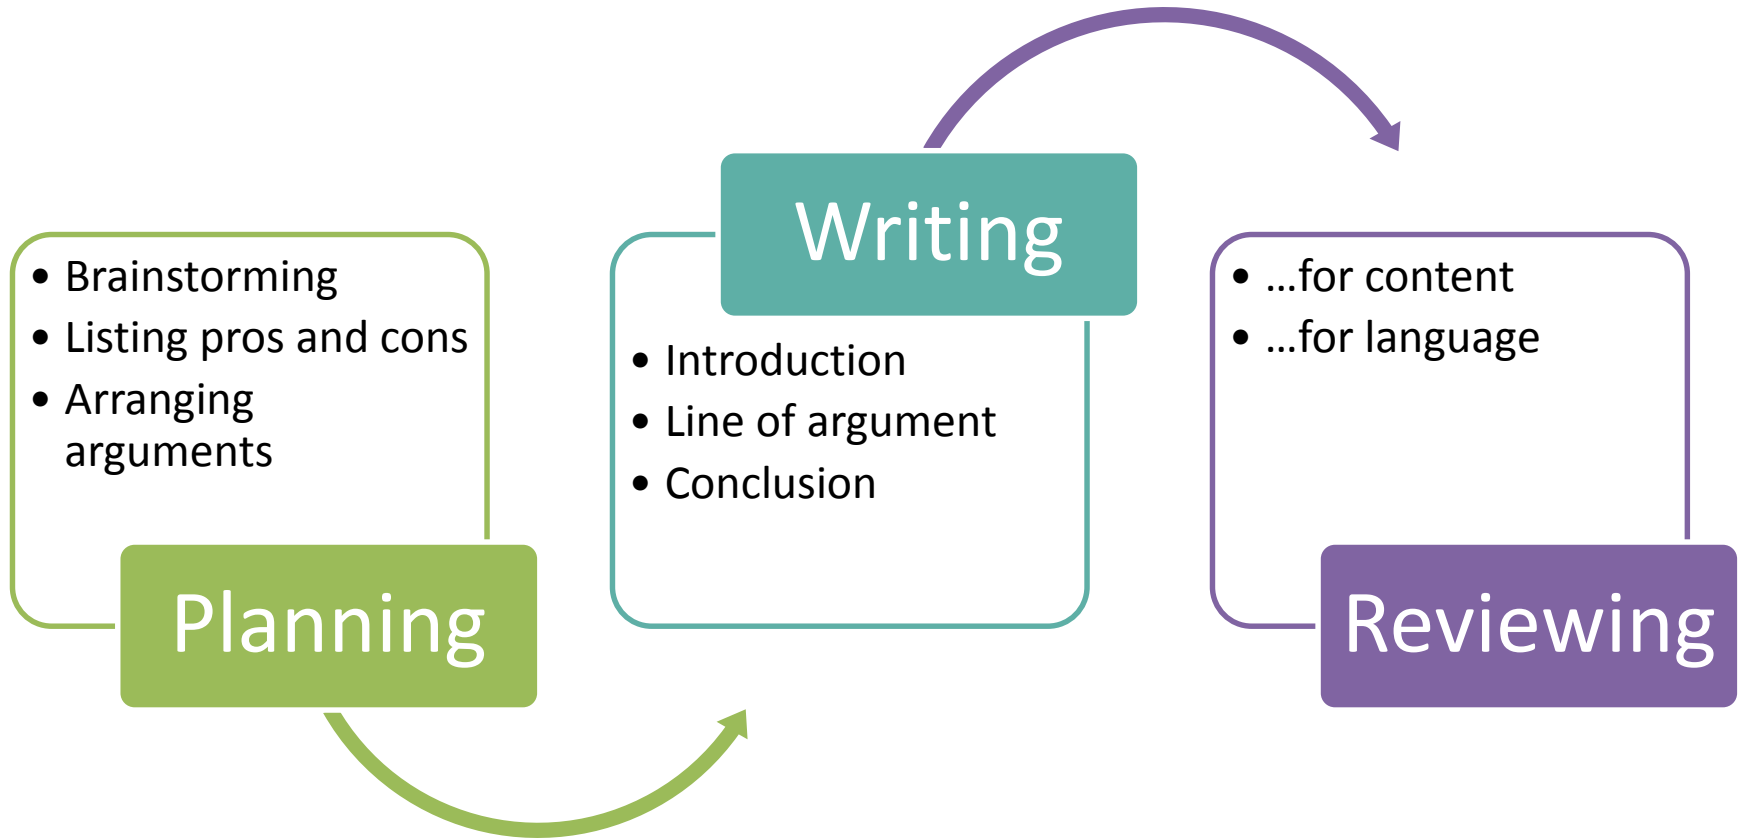 • Brainstorming
• Listing pros and cons
• Arranging
arguments
Planning
Writing
• Introduction
• Line of argument
• Conclusion
• ...for content
• ...for language
Reviewing